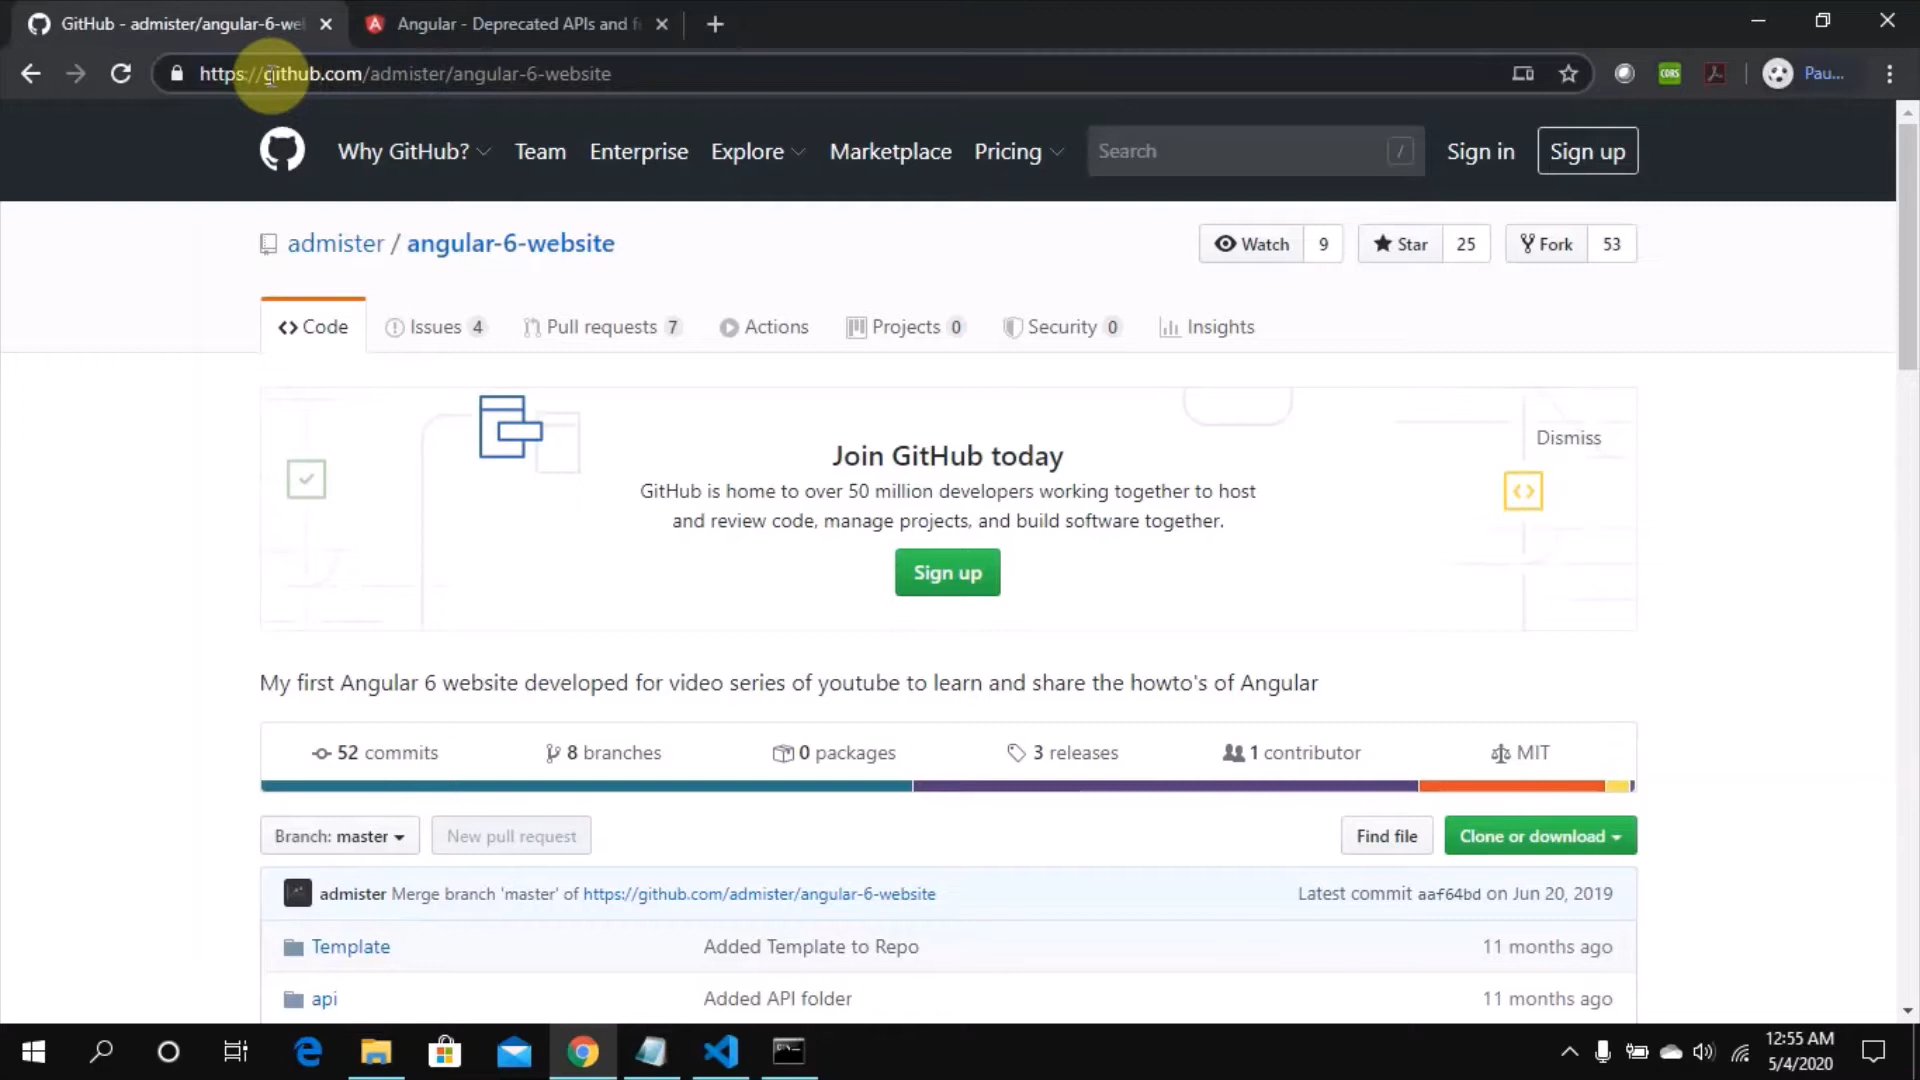 GitHub - admister/angular-6-we
Angular - Deprecated APIs and f
https://github.com/admister/angular-6-website
CORS
Pau...
Why GitHub?
Team
Enterprise
Explore
Marketplace
Pricing
Search
/
Sign in
Sign up
admister / angular-6-website
Watch 9
Star 25
Fork 53
<> Code
Issues 4
Pull requests 7
Actions
Projects 0
Security 0
Insights
Dismiss
Join GitHub today
GitHub is home to over 50 million developers working together to host
and review code, manage projects, and build software together.
Sign up
My first Angular 6 website developed for video series of youtube to learn and share the howto's of Angular
52 commits
8 branches
0 packages
3 releases
1 contributor
MIT
Branch: master
New pull request
Find file
Clone or download
admister Merge branch 'master' of https://github.com/admister/angular-6-website
Latest commit aaf64bd on Jun 20, 2019
Template
Added Template to Repo
11 months ago
api
Added API folder
11 months ago
12:55 AM
5/4/2020